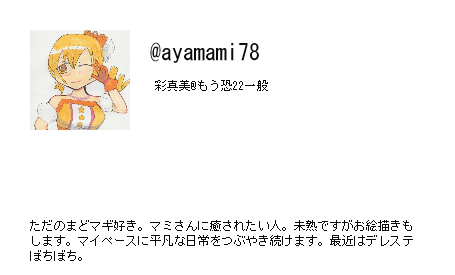 @ayamami78
彩真美@もう恐22一般
ただのまどマギ好き。マミさんに癒されたい人。未熟ですがお絵描きも
します。マイペースに平凡な日常をつぶやき続けます。最近はデレステ
ぼちぼち。